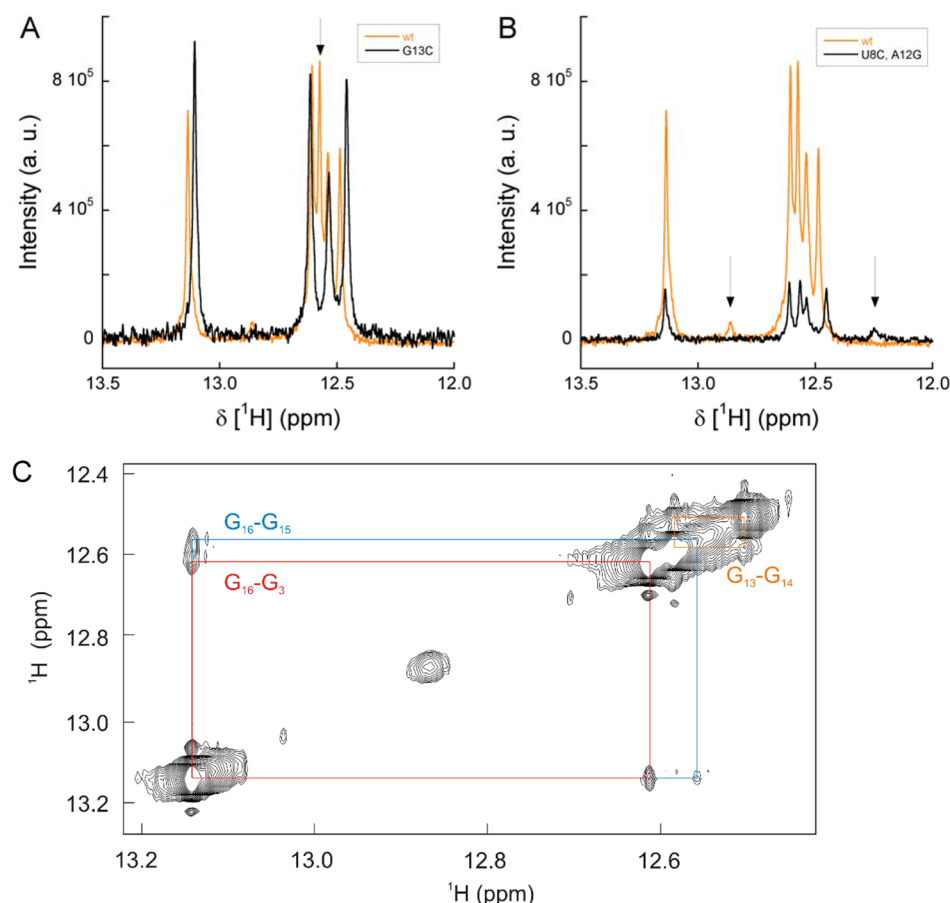 A
wt
G13C
Intensity (a. u.)
8 10⁵
4 10⁵
0
13.5
13.0
12.5
12.0
δ [¹H] (ppm)
B
wt
U8C, A12G
Intensity (a. u.)
8 10⁵
4 10⁵
0
13.5
13.0
12.5
12.0
δ [¹H] (ppm)
C
¹H (ppm)
12.4
12.6
12.8
13.0
13.2
G₁₆-G₁₅
G₁₆-G₃
G₁₃-G₁₄
13.2
13.0
12.8
12.6
¹H (ppm)